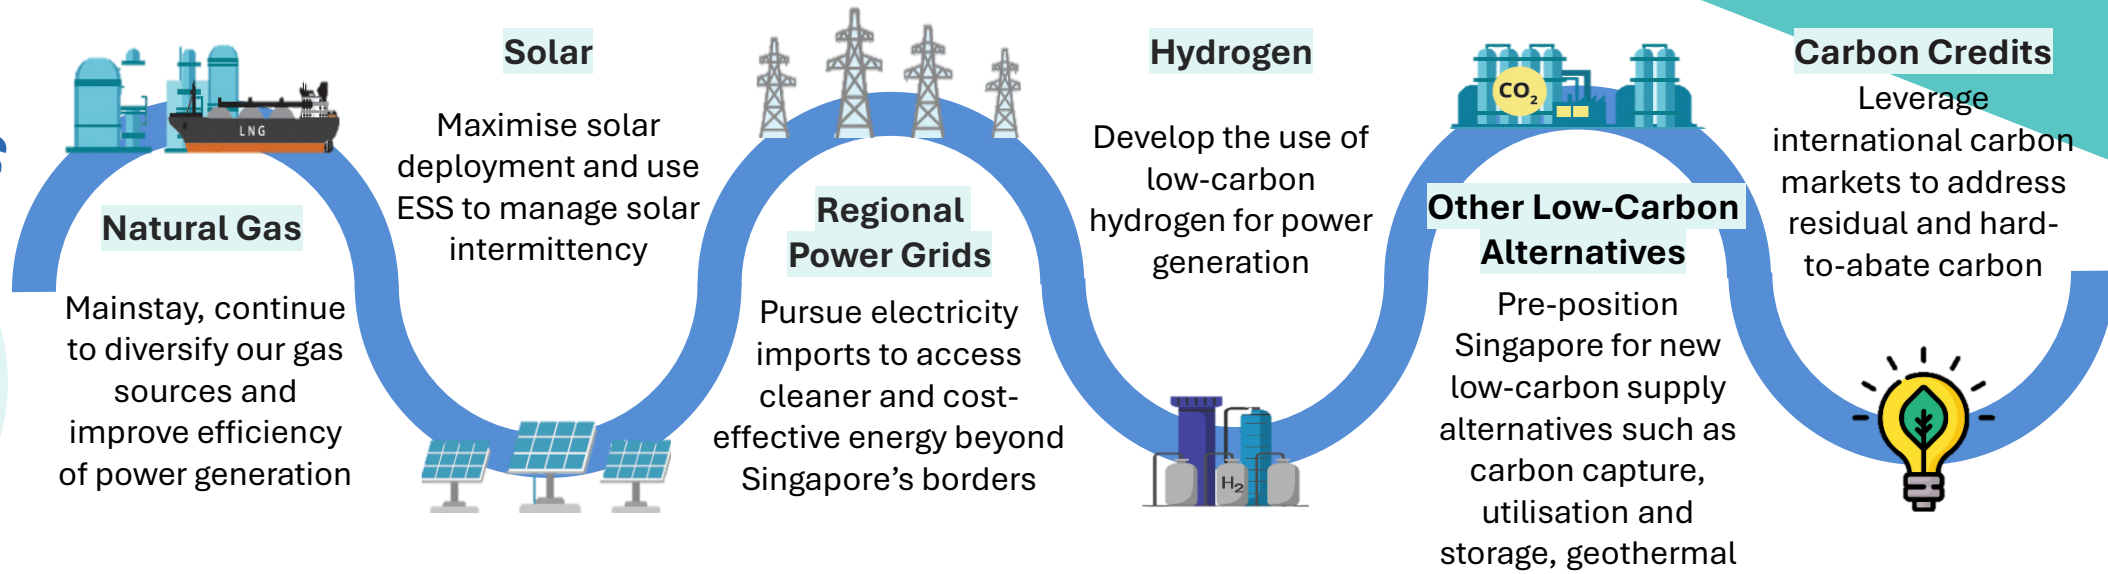 LNG
Natural Gas
Mainstay, continue
to diversify our gas
sources and
improve efficiency
of power generation
Solar
Maximise solar
deployment and use
ESS to manage solar
intermittency
Regional
Power Grids
Pursue electricity
imports to access
cleaner and cost-
effective energy beyond
Singapore’s borders
Hydrogen
Develop the use of
low-carbon
hydrogen for power
generation
H2
CO2
Other Low-Carbon
Alternatives
Pre-position
Singapore for new
low-carbon supply
alternatives such as
carbon capture,
utilisation and
storage, geothermal
Carbon Credits
Leverage
international carbon
markets to address
residual and hard-
to-abate carbon